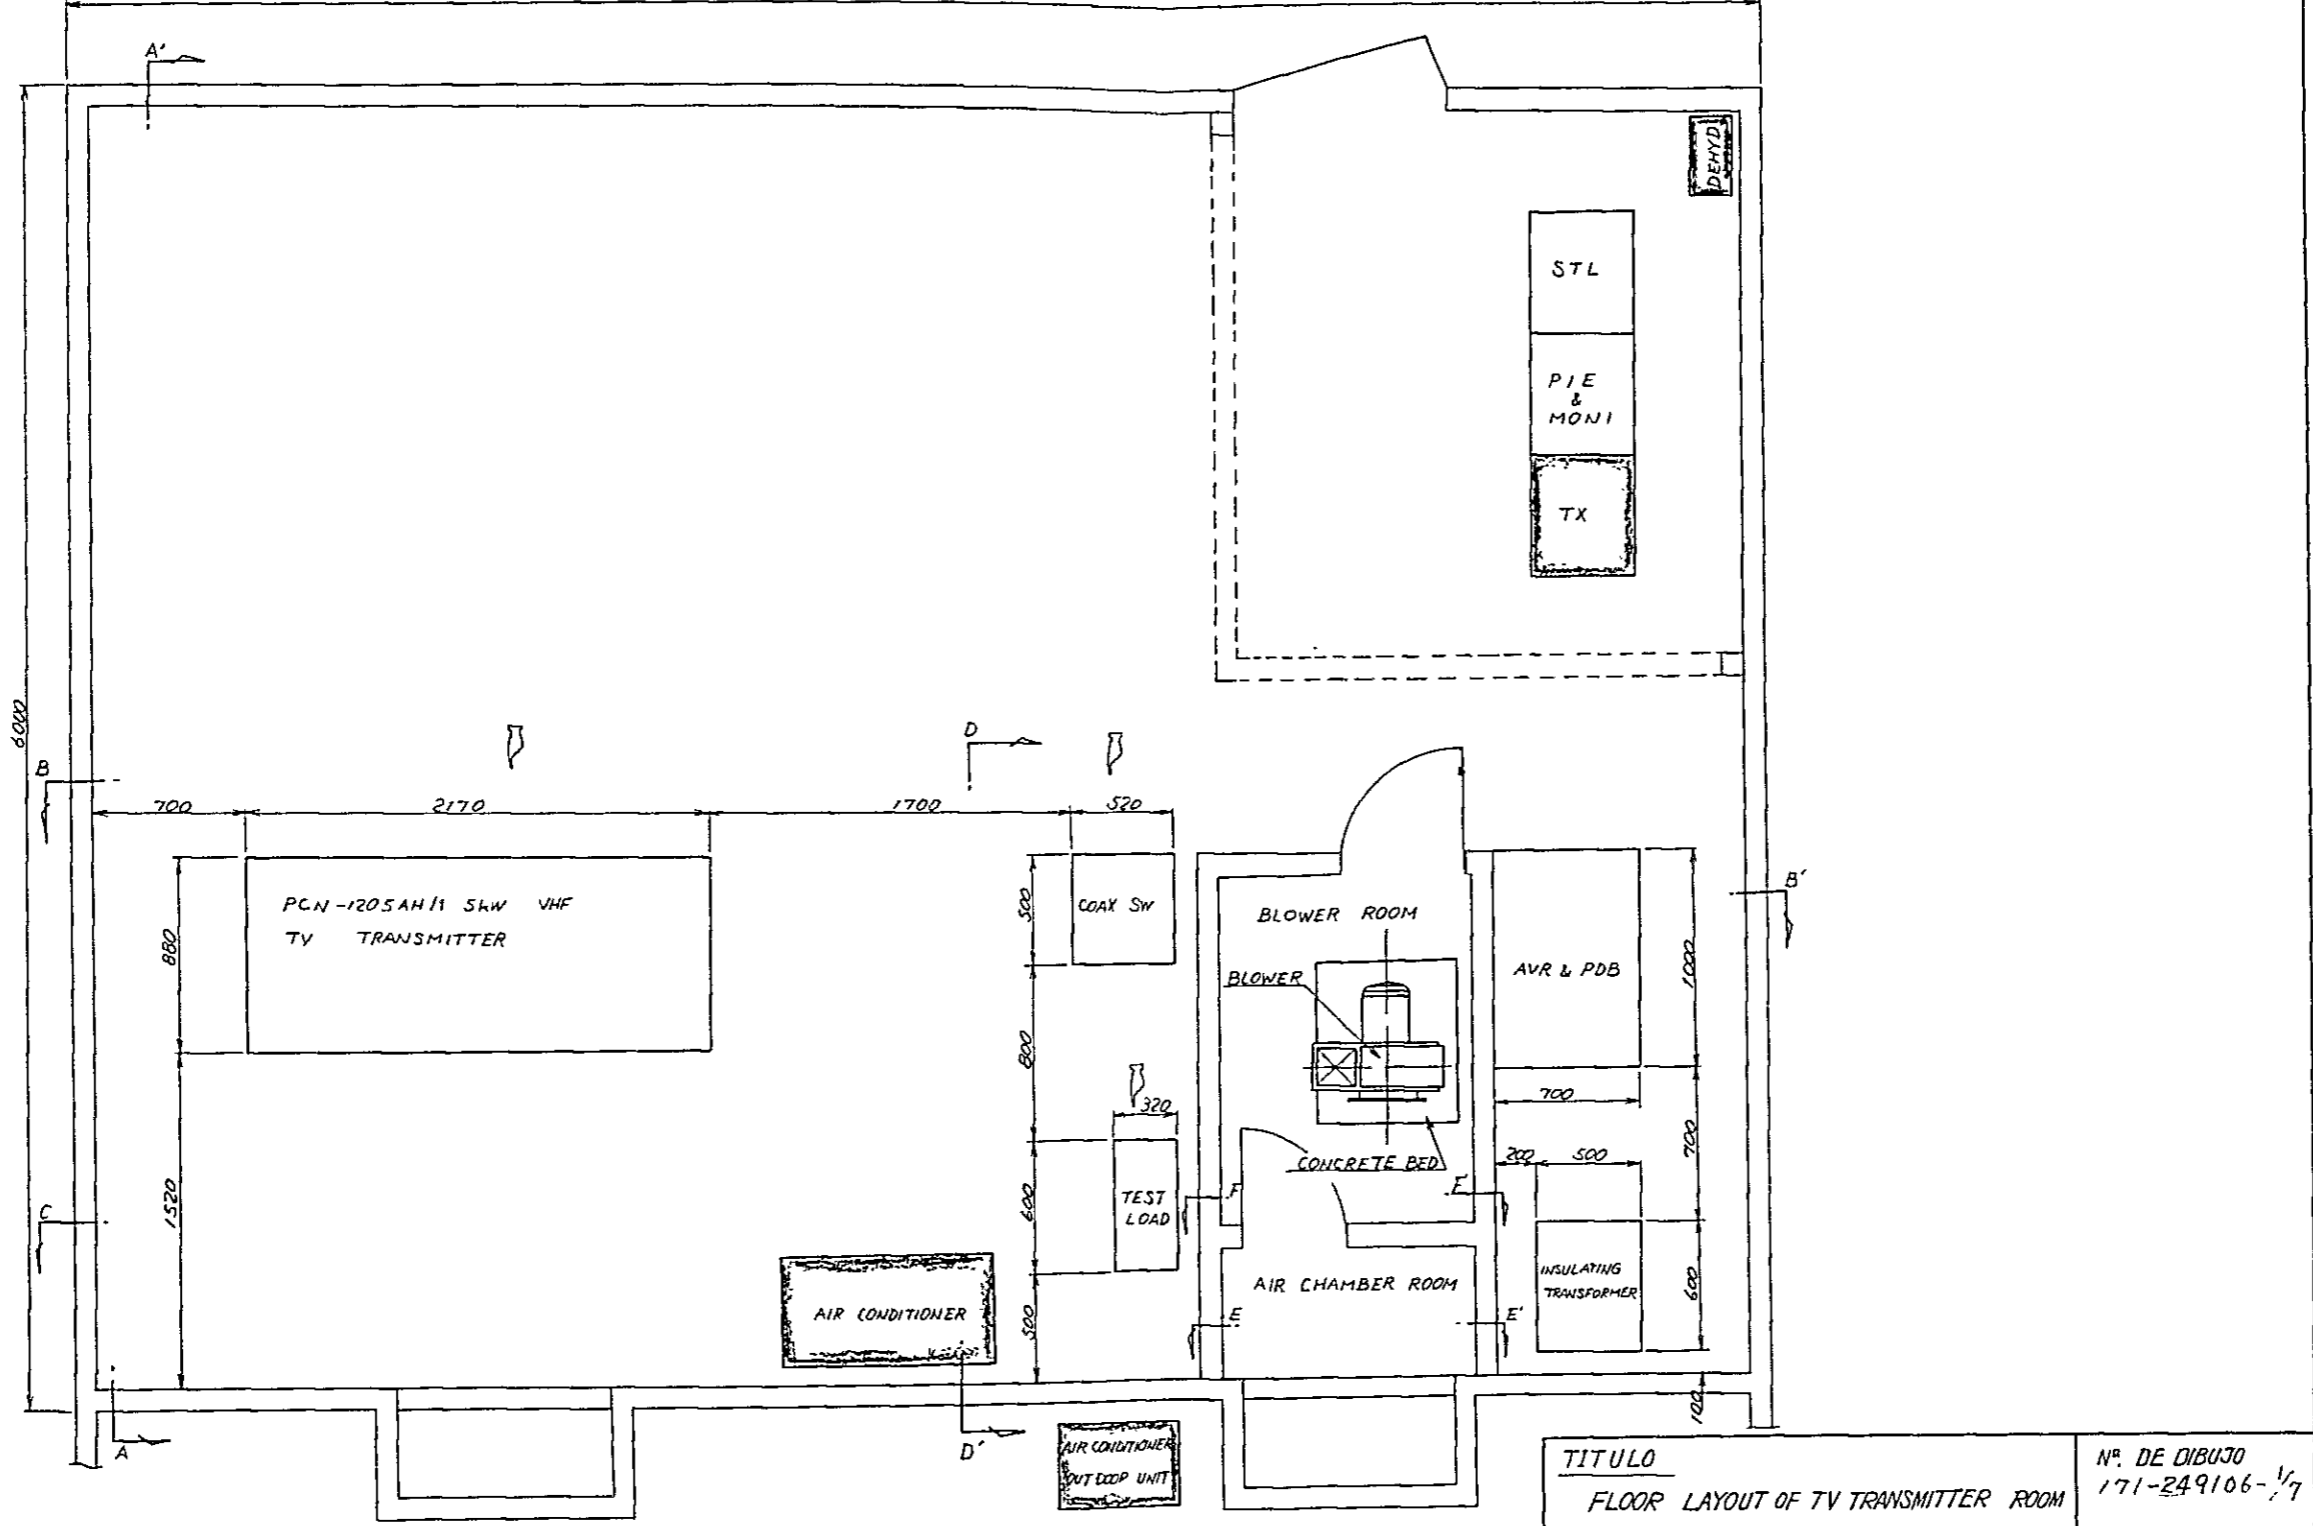 A'
DEHYD
STL
P/E
&
MONI
TX
6000
D
B
700
2170
1700
520
PCN-1205AH/1 5kW VHF
TV TRANSMITTER
880
500
COAX SW
BLOWER ROOM
B'
BLOWER
AVR & PDB
1000
800
320
700
700
CONCRETE BED
200
500
1520
600
TEST
LOAD
F
F'
C
AIR CONDITIONER
500
AIR CHAMBER ROOM
E
E'
INSULATING
TRANSFORMER
600
100
A
D'
AIR CONDITIONER
OUTDOOR UNIT
TITULO
FLOOR LAYOUT OF TV TRANSMITTER ROOM
Nº. DE DIBUJO
171-249106-1/7